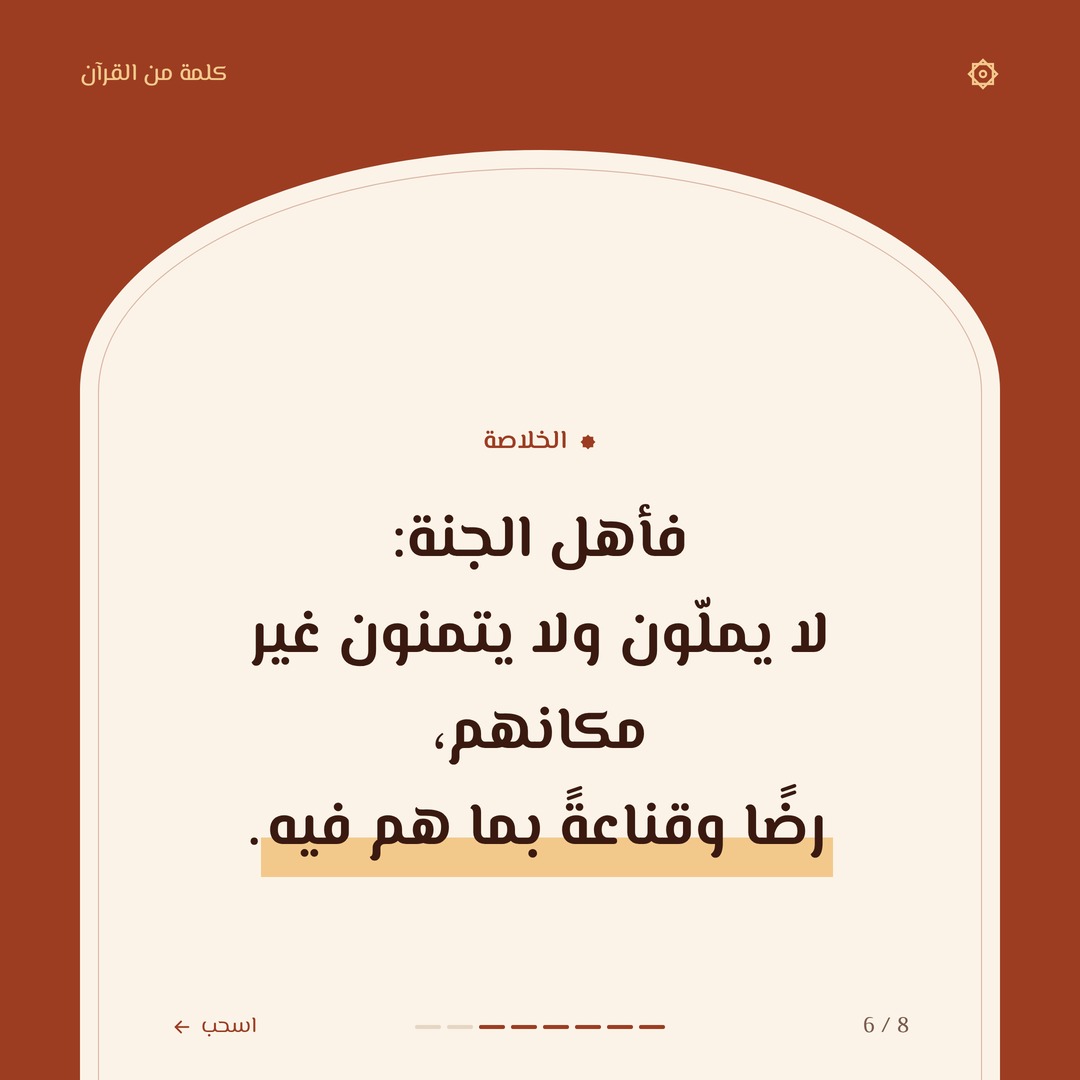 كلمة من القرآن
الخلاصة
فأهل الجنة:
لا يملّون ولا يتمنون غير
مكانهم،
رضًا وقناعةً بما هم فيه.
6 / 8
اسحب ←